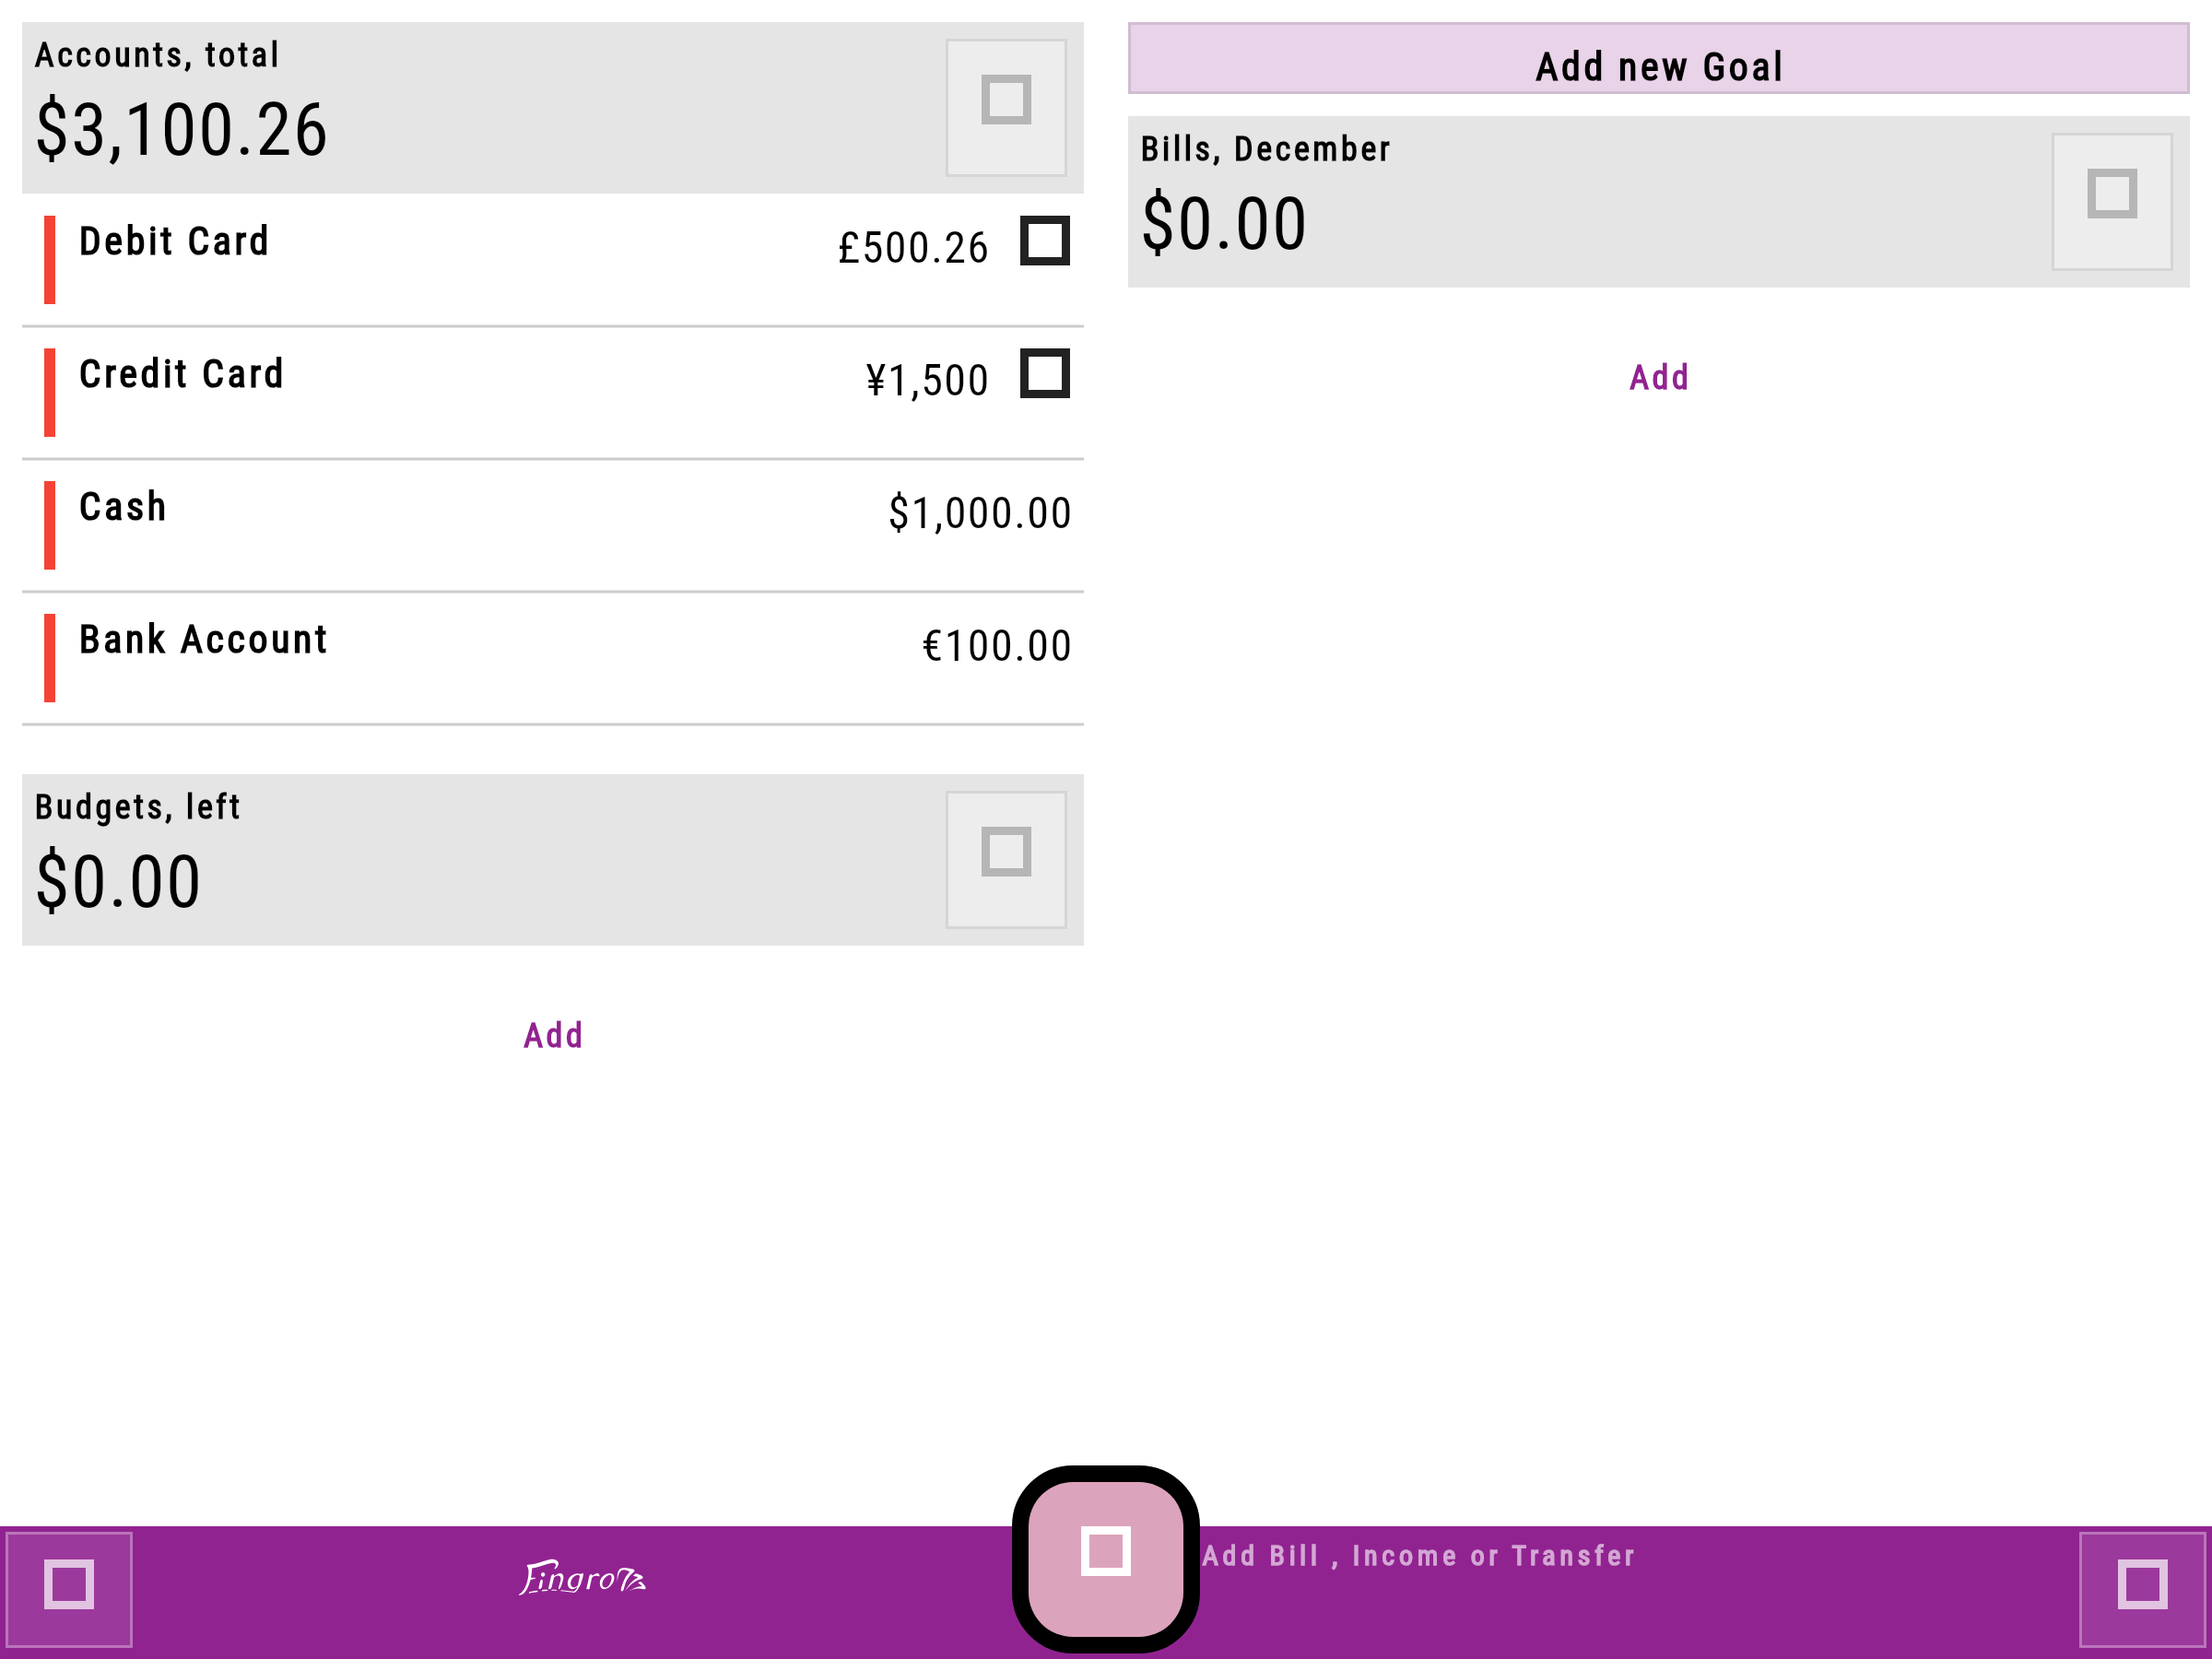 Accounts, total
$3,100.26
Debit Card
£500.26
Credit Card
¥1,500
Cash
$1,000.00
Bank Account
€100.00
Budgets, left
$0.00
Add
Add new Goal
Bills, December
$0.00
Add
Fingro
Add Bill , Income or Transfer